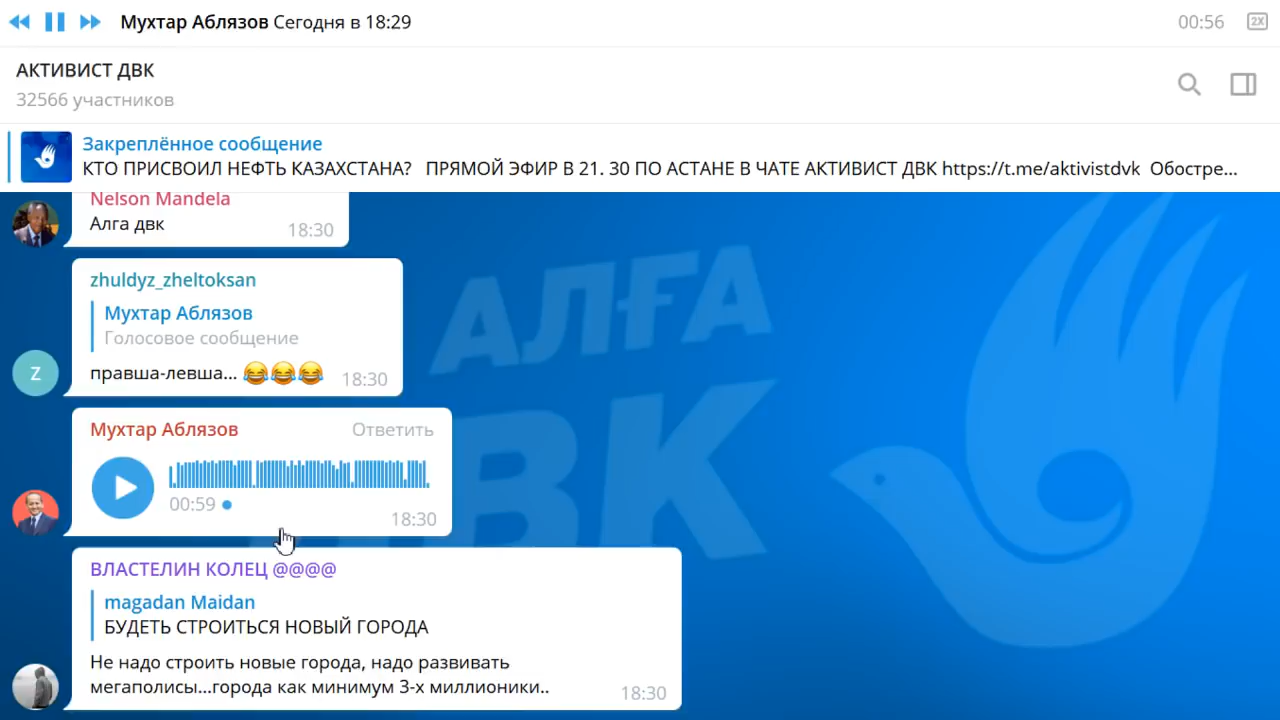 Мухтар Аблязов Сегодня в 18:29
00:56
2X
АКТИВИСТ ДВК
32566 участников
Закреплённое сообщение
КТО ПРИСВОИЛ НЕФТЬ КАЗАХСТАНА? ПРЯМОЙ ЭФИР В 21. 30 ПО АСТАНЕ В ЧАТЕ АКТИВИСТ ДВК https://t.me/aktivistdvk Обостре...
Nelson Mandela
Алга двк
18:30
zhuldyz_zheltoksan
Мухтар Аблязов
Голосовое сообщение
правша-левша... 😂😂😂
18:30
Z
Мухтар Аблязов
Ответить
00:59
18:30
ВЛАСТЕЛИН КОЛЕЦ @@@@
magadan Maidan
БУДЕТЬ СТРОИТЬСЯ НОВЫЙ ГОРОДА
Не надо строить новые города, надо развивать
мегаполисы...города как минимум 3-х миллионики..
18:30
АЛҒА
ДВК